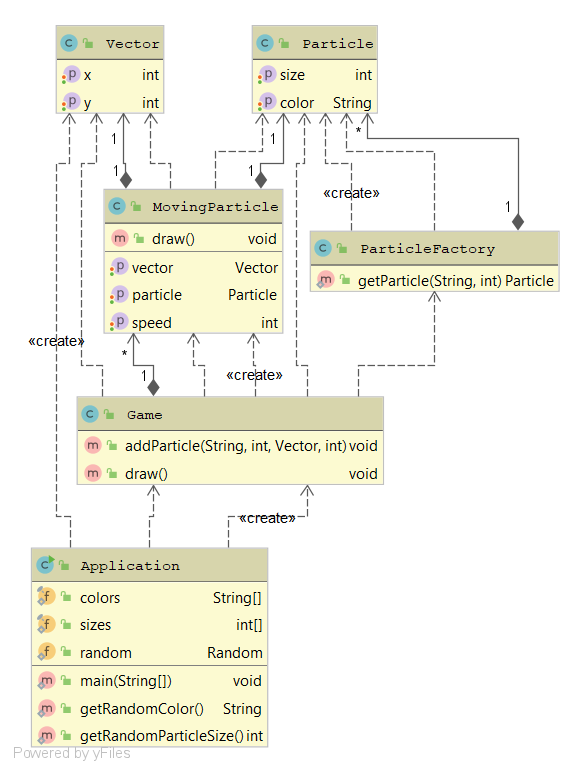 Vector
x int
y int
Particle
size int
color String
1
1
1
1
*
«create»
1
MovingParticle
draw() void
vector Vector
particle Particle
speed int
ParticleFactory
getParticle(String, int) Particle
«create»
*
1
«create»
Game
addParticle(String, int, Vector, int) void
draw() void
«create»
Application
colors String[]
sizes int[]
random Random
main(String[]) void
getRandomColor() String
getRandomParticleSize() int
Powered by yFiles